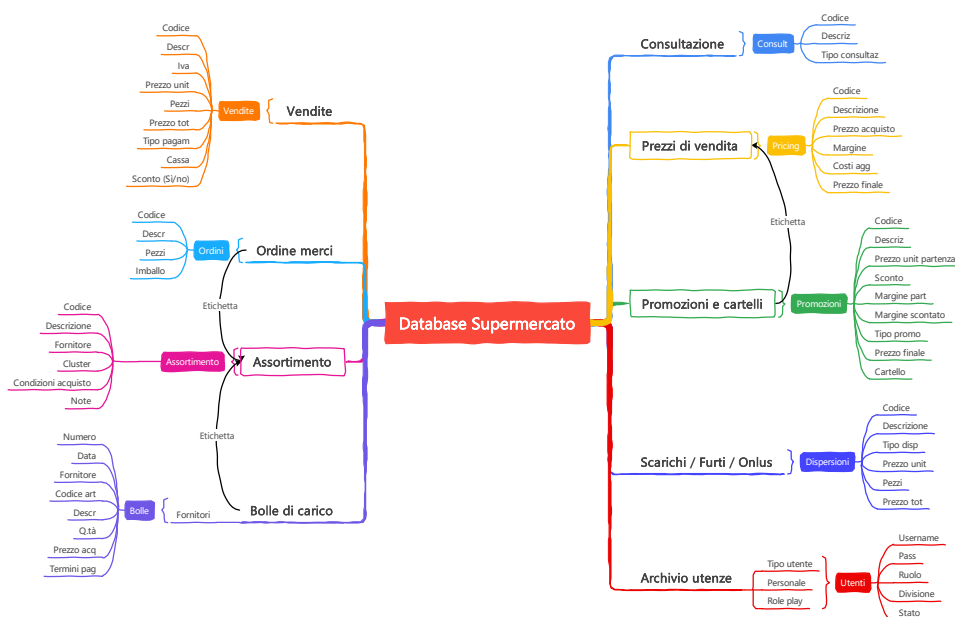 Database Supermercato
Vendite
Vendite
Codice
Descr
Iva
Prezzo unit
Pezzi
Prezzo tot
Tipo pagam
Cassa
Sconto (Sì/no)
Ordine merci
Ordini
Codice
Descr
Pezzi
Imballo
Etichetta
Assortimento
Assortimento
Codice
Descrizione
Fornitore
Cluster
Condizioni acquisto
Note
Etichetta
Bolle di carico
Fornitori
Bolle
Numero
Data
Fornitore
Codice art
Descr
Q.tà
Prezzo acq
Termini pag
Consultazione
Consult
Codice
Descriz
Tipo consultaz
Prezzi di vendita
Pricing
Codice
Descrizione
Prezzo acquisto
Margine
Costi agg
Prezzo finale
Etichetta
Promozioni e cartelli
Promozioni
Codice
Descriz
Prezzo unit partenza
Sconto
Margine part
Margine scontato
Tipo promo
Prezzo finale
Cartello
Scarichi / Furti / Onlus
Dispersioni
Codice
Descrizione
Tipo disp
Prezzo unit
Pezzi
Prezzo tot
Archivio utenze
Tipo utente
Personale
Role play
Utenti
Username
Pass
Ruolo
Divisione
Stato